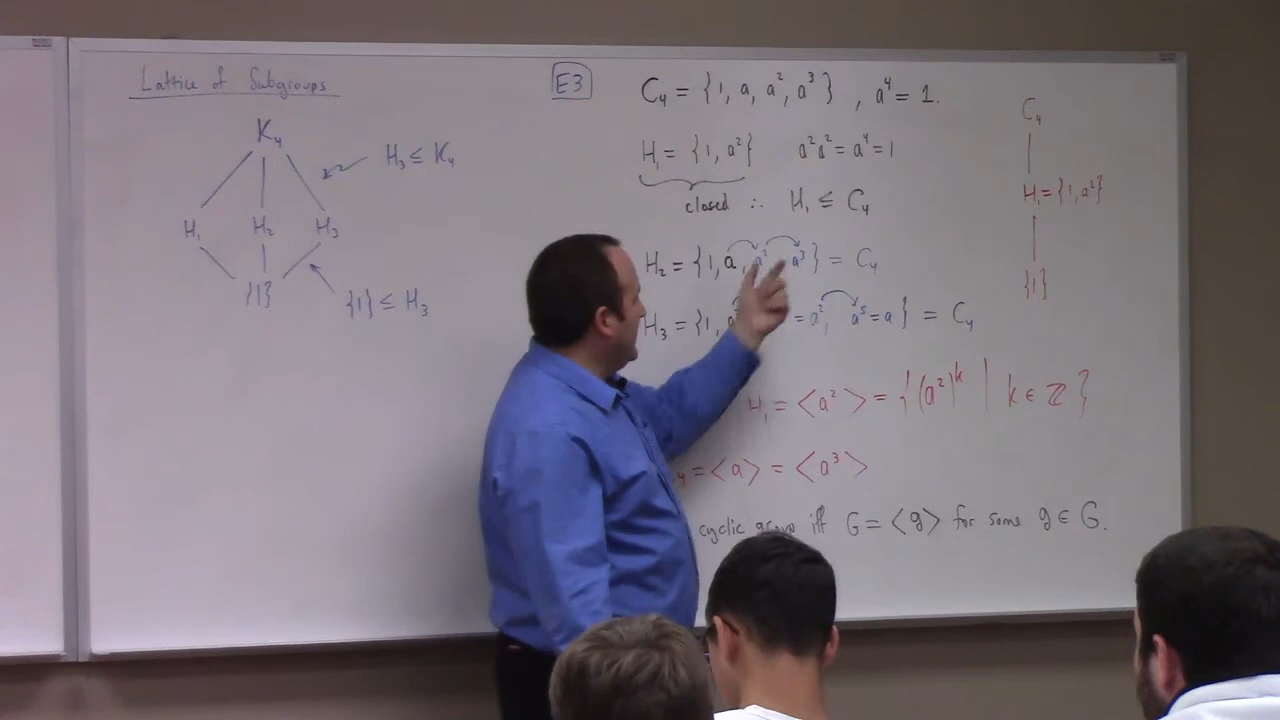 Lattice of Subgroups
K₄
H₃ ≤ K₄
H₁ H₂ H₃
{1}
{1} ≤ H₃
E3
C₄ = {1, a, a², a³} , a⁴ = 1.
H₁ = {1, a²} a²a² = a⁴ = 1
closed ∴ H₁ ≤ C₄
H₂ = {1, a, a² a³} = C₄
H₃ = {1, = a², a⁵ = a} = C₄
H₁ = <a²> = {(a²)ᵏ | k ∈ ℤ}
₄ = <a> = <a³>
cyclic group iff G = <g> for some g ∈ G.
C₄
H₁ = {1, a²}
{1}